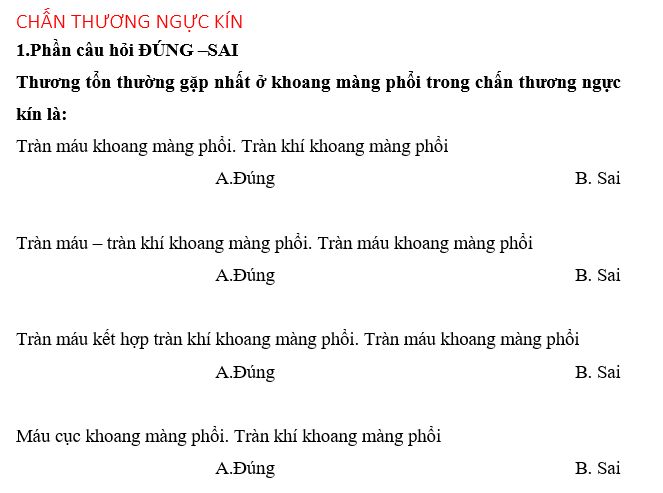 CHẤN THƯƠNG NGỰC KÍN
1.Phần câu hỏi ĐÚNG –SAI
Thương tổn thường gặp nhất ở khoang màng phổi trong chấn thương ngực
kín là:
Tràn máu khoang màng phổi. Tràn khí khoang màng phổi
A.Đúng B. Sai
Tràn máu – tràn khí khoang màng phổi. Tràn máu khoang màng phổi
A.Đúng B. Sai
Tràn máu kết hợp tràn khí khoang màng phổi. Tràn máu khoang màng phổi
A.Đúng B. Sai
Máu cục khoang màng phổi. Tràn khí khoang màng phổi
A.Đúng B. Sai